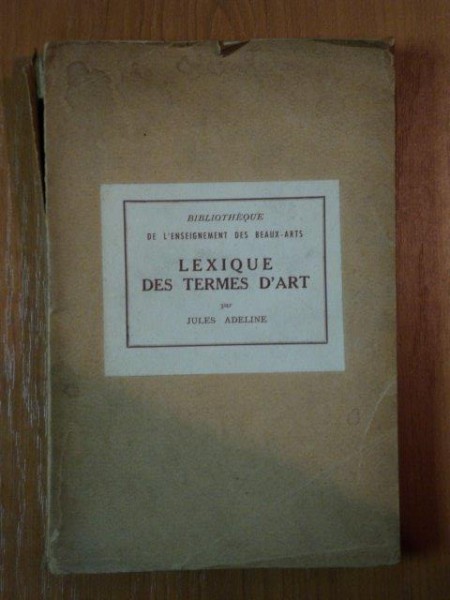 BIBLIOTHÈQUE
DE L'ENSEIGNEMENT DES BEAUX-ARTS
LEXIQUE
DES TERMES D'ART
par
JULES ADELINE